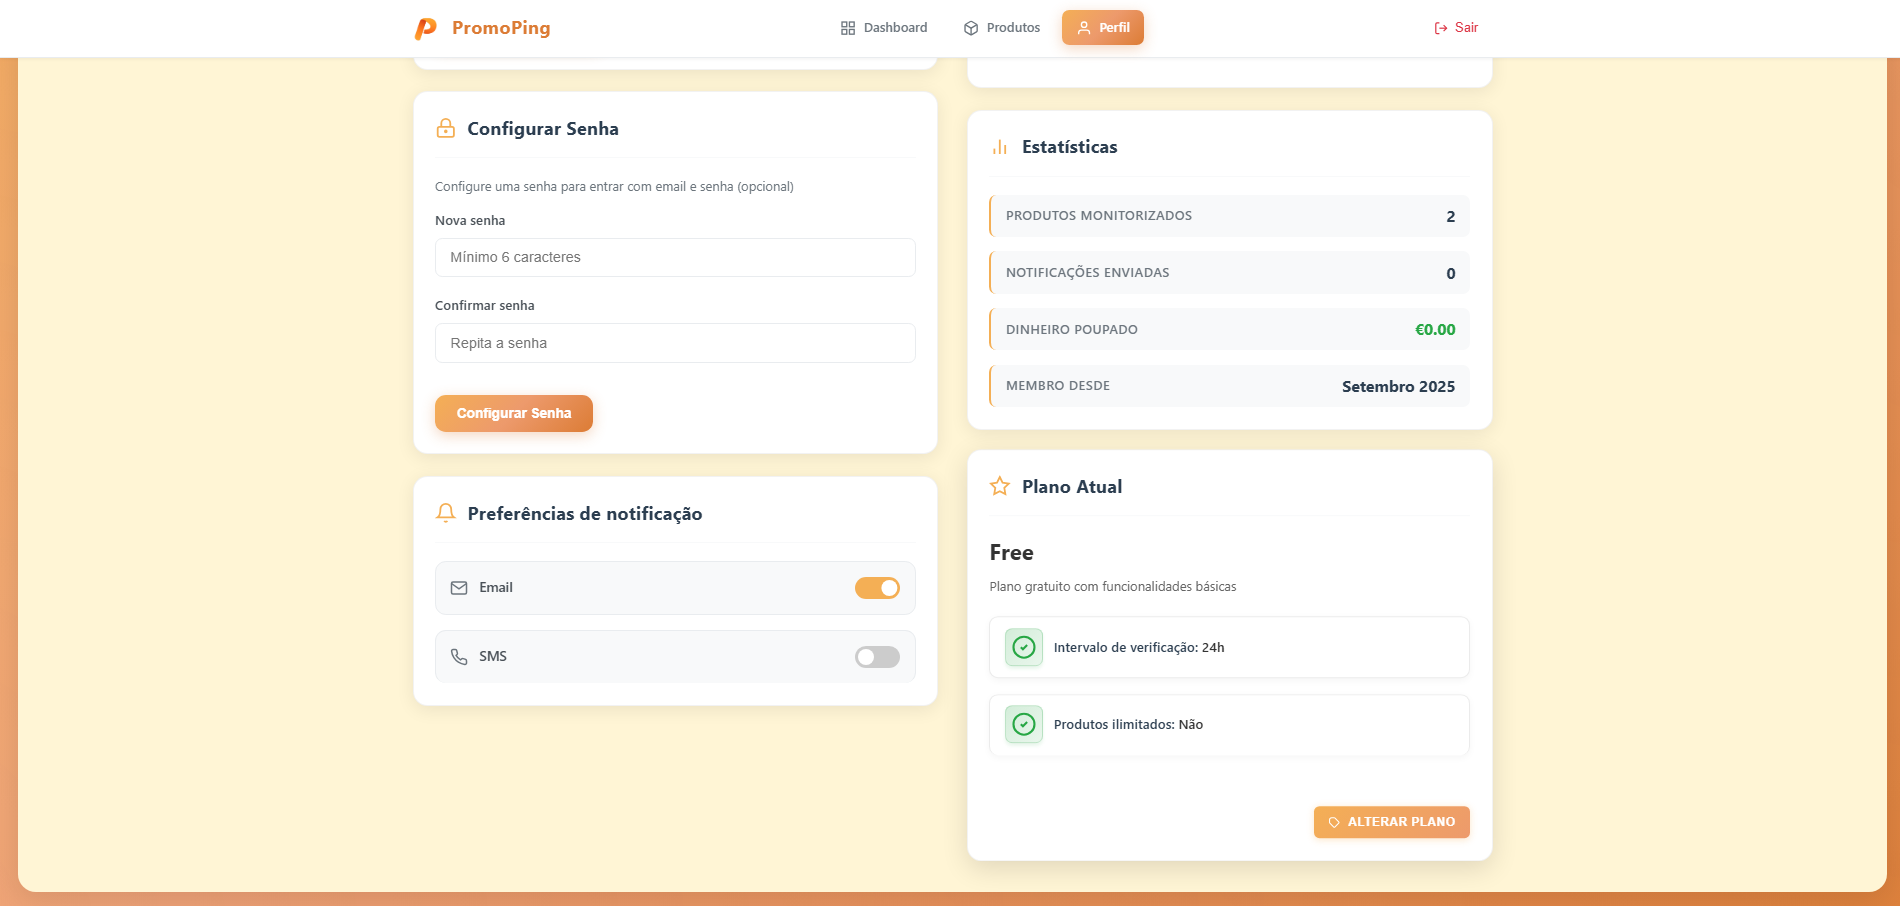 PromoPing
Dashboard
Produtos
Perfil
Sair
Configurar Senha
Configure uma senha para entrar com email e senha (opcional)
Nova senha
Mínimo 6 caracteres
Confirmar senha
Repita a senha
Configurar Senha
Preferências de notificação
Email
SMS
Estatísticas
PRODUTOS MONITORIZADOS 2
NOTIFICAÇÕES ENVIADAS 0
DINHEIRO POUPADO €0.00
MEMBRO DESDE Setembro 2025
Plano Atual
Free
Plano gratuito com funcionalidades básicas
Intervalo de verificação: 24h
Produtos ilimitados: Não
ALTERAR PLANO